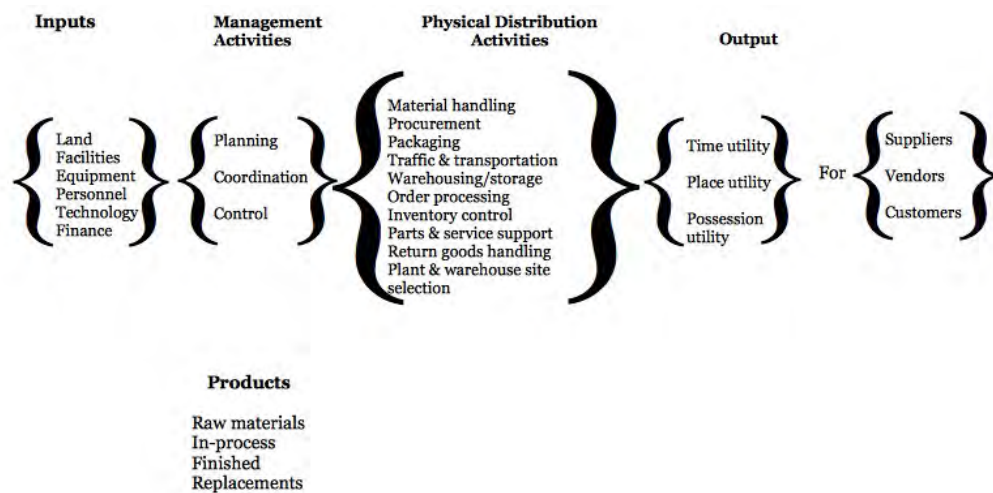 Inputs
Management
Activities
Physical Distribution
Activities
Output
Land
Facilities
Equipment
Personnel
Technology
Finance
Planning
Coordination
Control
Material handling
Procurement
Packaging
Traffic & transportation
Warehousing/storage
Order processing
Inventory control
Parts & service support
Return goods handling
Plant & warehouse site
selection
Time utility
Place utility
Possession
utility
For
Suppliers
Vendors
Customers
Products
Raw materials
In-process
Finished
Replacements